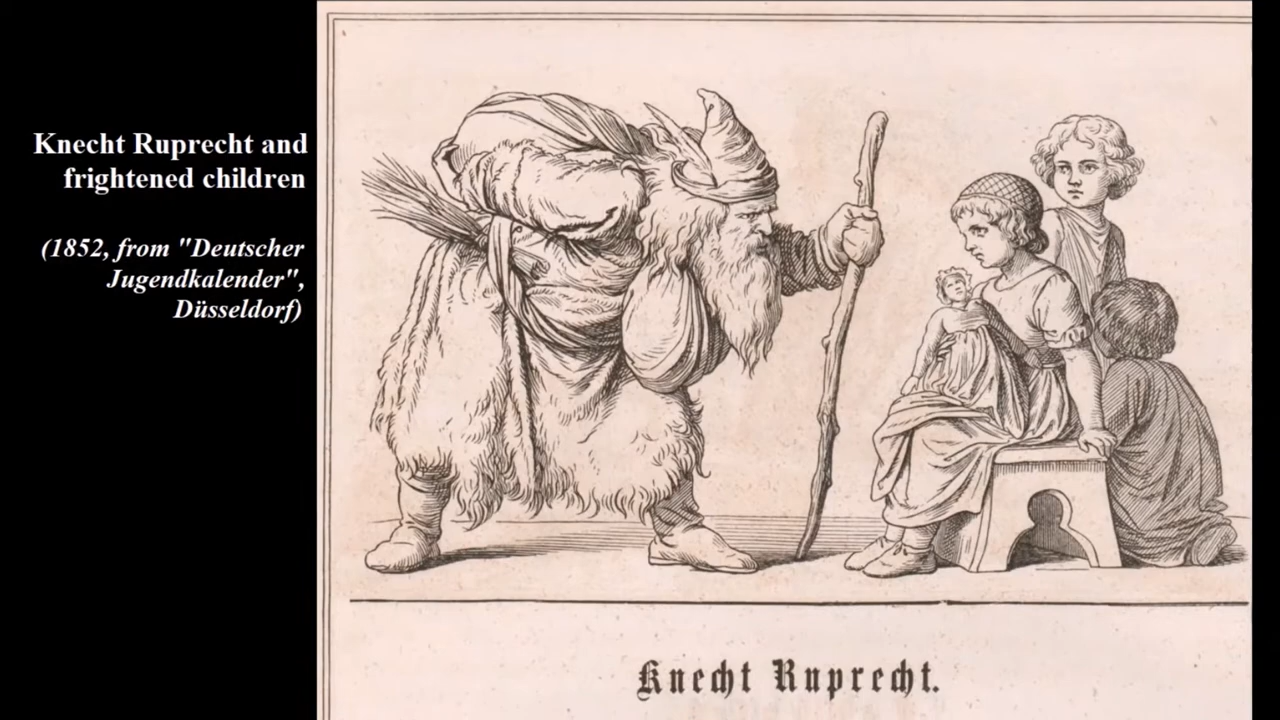 Knecht Ruprecht and
frightened children
(1852, from "Deutscher
Jugendkalender",
Düsseldorf)
Knecht Ruprecht.